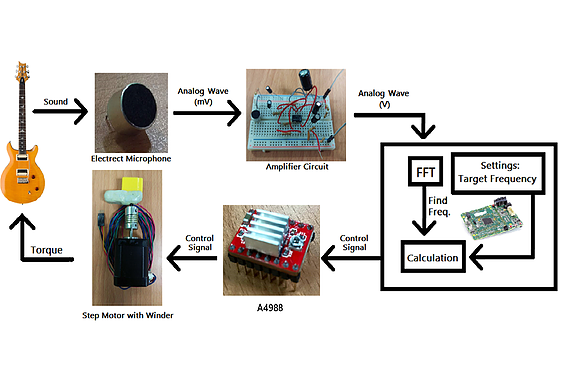 Sound
Electrect Microphone
Analog Wave
(mV)
Amplifier Circuit
Analog Wave
(V)
FFT
Find
Freq.
Settings:
Target Frequency
Calculation
Control
Signal
A4988
Control
Signal
Step Motor with Winder
Torque